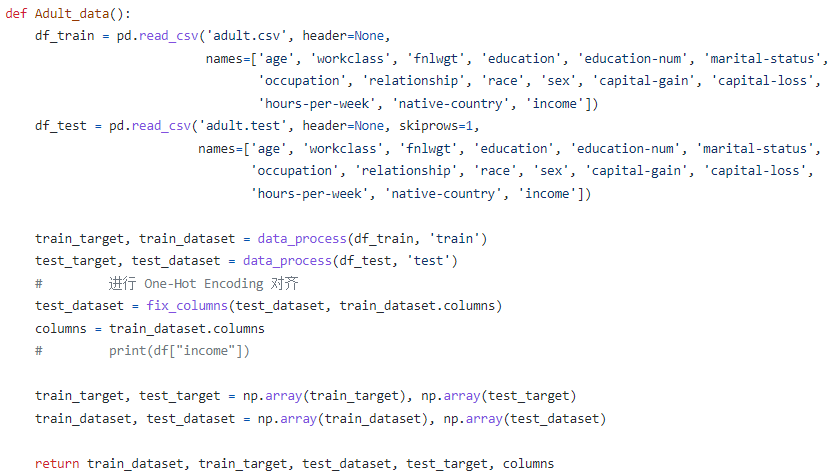 def Adult_data():
    df_train = pd.read_csv('adult.csv', header=None,
                           names=['age', 'workclass', 'fnlwgt', 'education', 'education-num', 'marital-status',
                                  'occupation', 'relationship', 'race', 'sex', 'capital-gain', 'capital-loss',
                                  'hours-per-week', 'native-country', 'income'])
    df_test = pd.read_csv('adult.test', header=None, skiprows=1,
                          names=['age', 'workclass', 'fnlwgt', 'education', 'education-num', 'marital-status',
                                 'occupation', 'relationship', 'race', 'sex', 'capital-gain', 'capital-loss',
                                 'hours-per-week', 'native-country', 'income'])

    train_target, train_dataset = data_process(df_train, 'train')
    test_target, test_dataset = data_process(df_test, 'test')
    #         进行 One-Hot Encoding 对齐
    test_dataset = fix_columns(test_dataset, train_dataset.columns)
    columns = train_dataset.columns
    #         print(df["income"])

    train_target, test_target = np.array(train_target), np.array(test_target)
    train_dataset, test_dataset = np.array(train_dataset), np.array(test_dataset)

    return train_dataset, train_target, test_dataset, test_target, columns